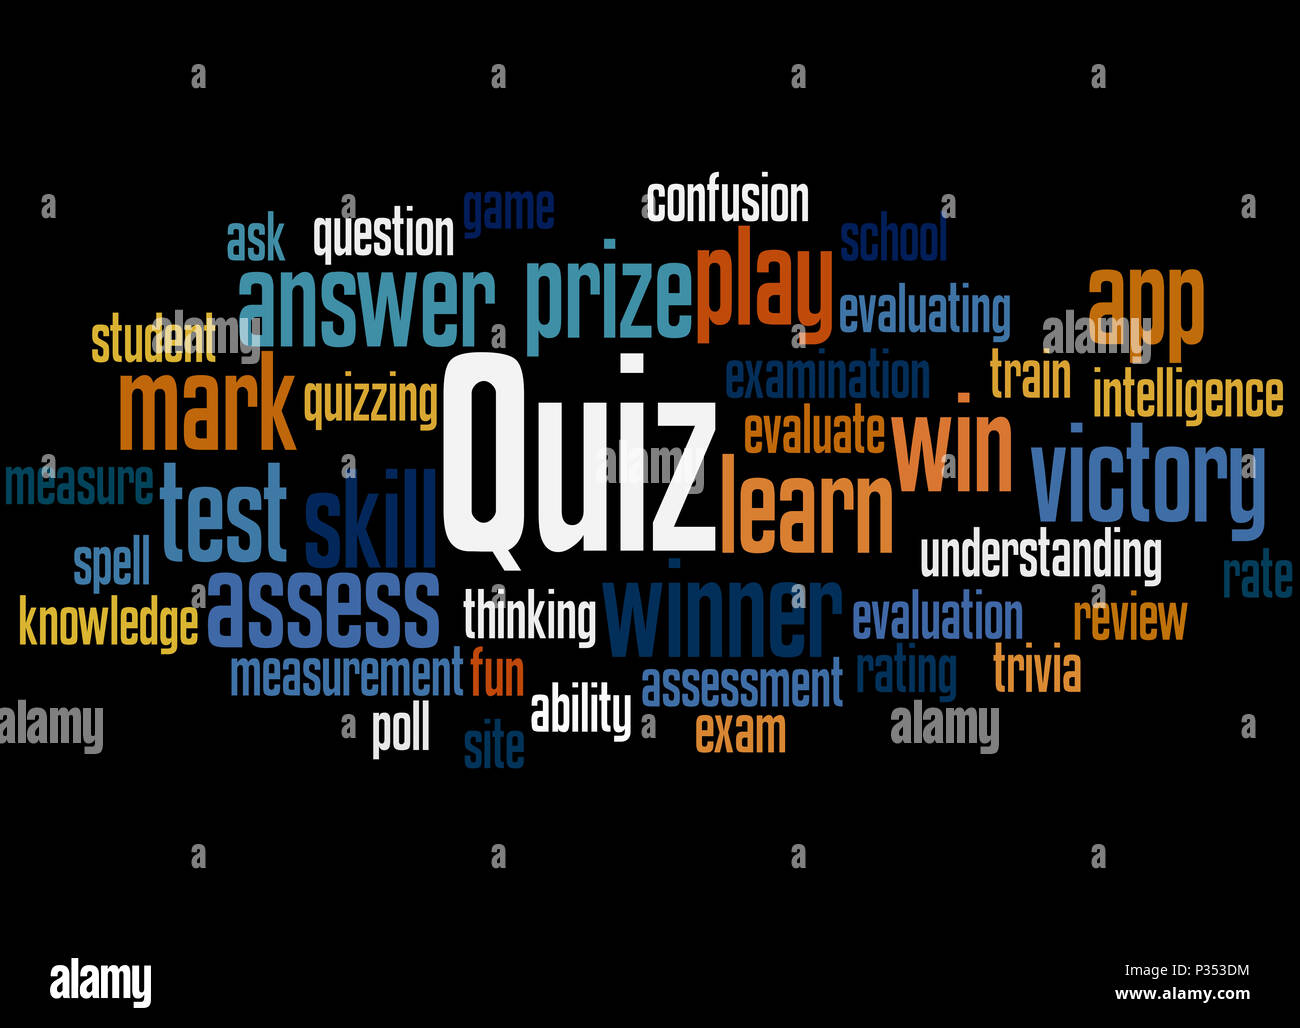 game
confusion
ask
question
school
answer
prize
play
evaluating
app
student
mark
quizzing
Quiz
examination
train
intelligence
evaluate
win
victory
measure
test
skill
learn
understanding
spell
rate
knowledge
assess
thinking
winner
evaluation
review
measurement
fun
assessment
rating
trivia
poll
site
ability
exam
a
alamy
alamy
Image ID: P353DM
www.alamy.com